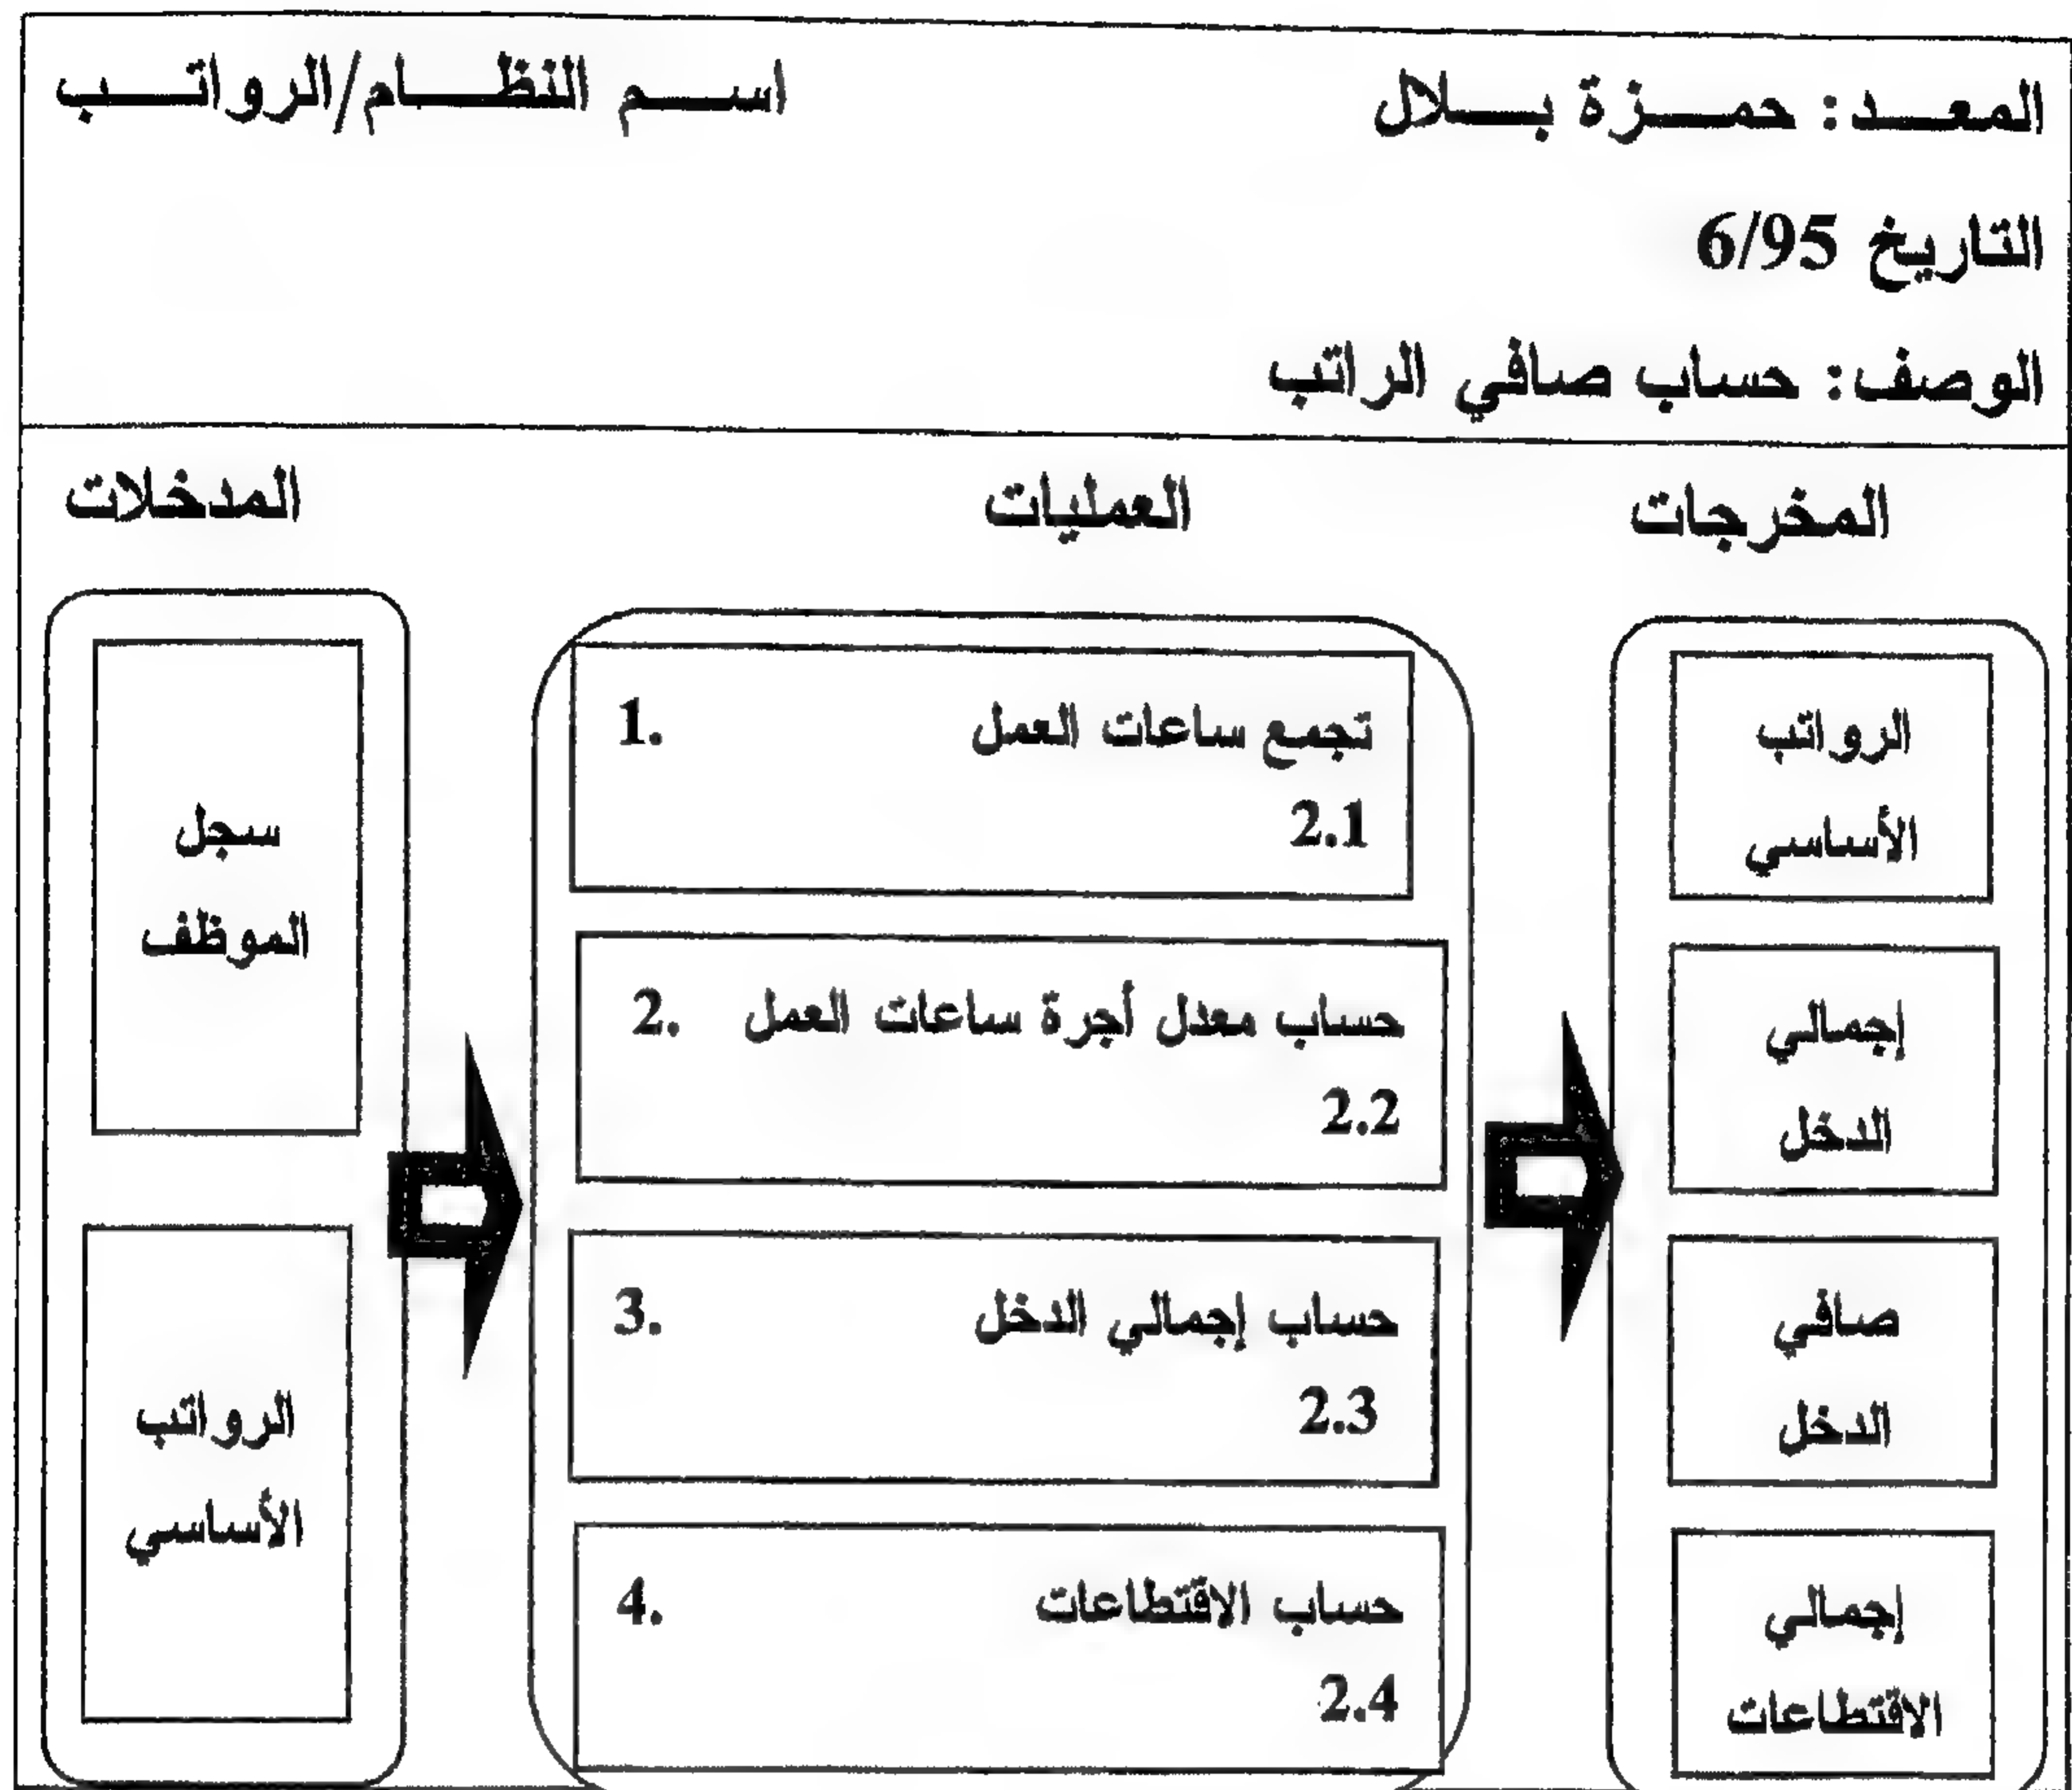 المعد: حمزة بلال اسم النظام/الرواتب
التاريخ 6/95
الوصف: حساب صافي الراتب
المخرجات العمليات المدخلات
الرواتب
الأساسي
إجمالي
الدخل
صافي
الدخل
إجمالي
الاقتطاعات
تجمع ساعات العمل 1.
2.1
حساب معدل أجرة ساعات العمل 2.
2.2
حساب إجمالي الدخل 3.
2.3
حساب الاقتطاعات 4.
2.4
سجل
الموظف
الرواتب
الأساسي